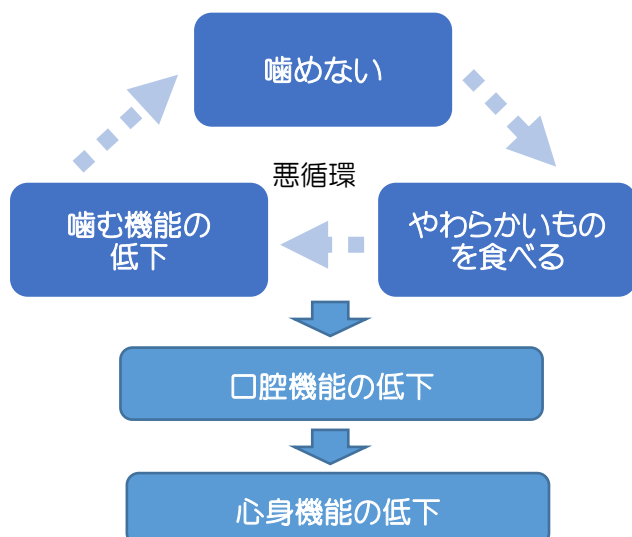 噛めない
悪循環
噛む機能の
低下
やわらかいもの
を食べる
口腔機能の低下
心身機能の低下